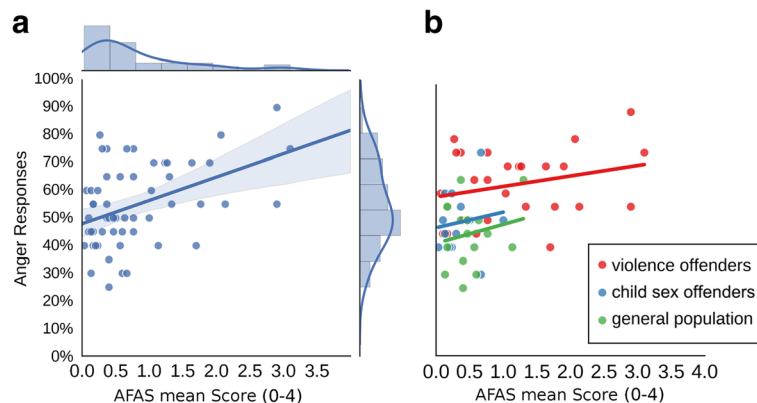 a
Anger Responses
100%
90%
80%
70%
60%
50%
40%
30%
20%
10%
0%
0.0 0.5 1.0 1.5 2.0 2.5 3.0 3.5
AFAS mean Score (0-4)
b
violence offenders
child sex offenders
general population
0.0 0.5 1.0 1.5 2.0 2.5 3.0 3.5 4.0
AFAS mean Score (0-4)